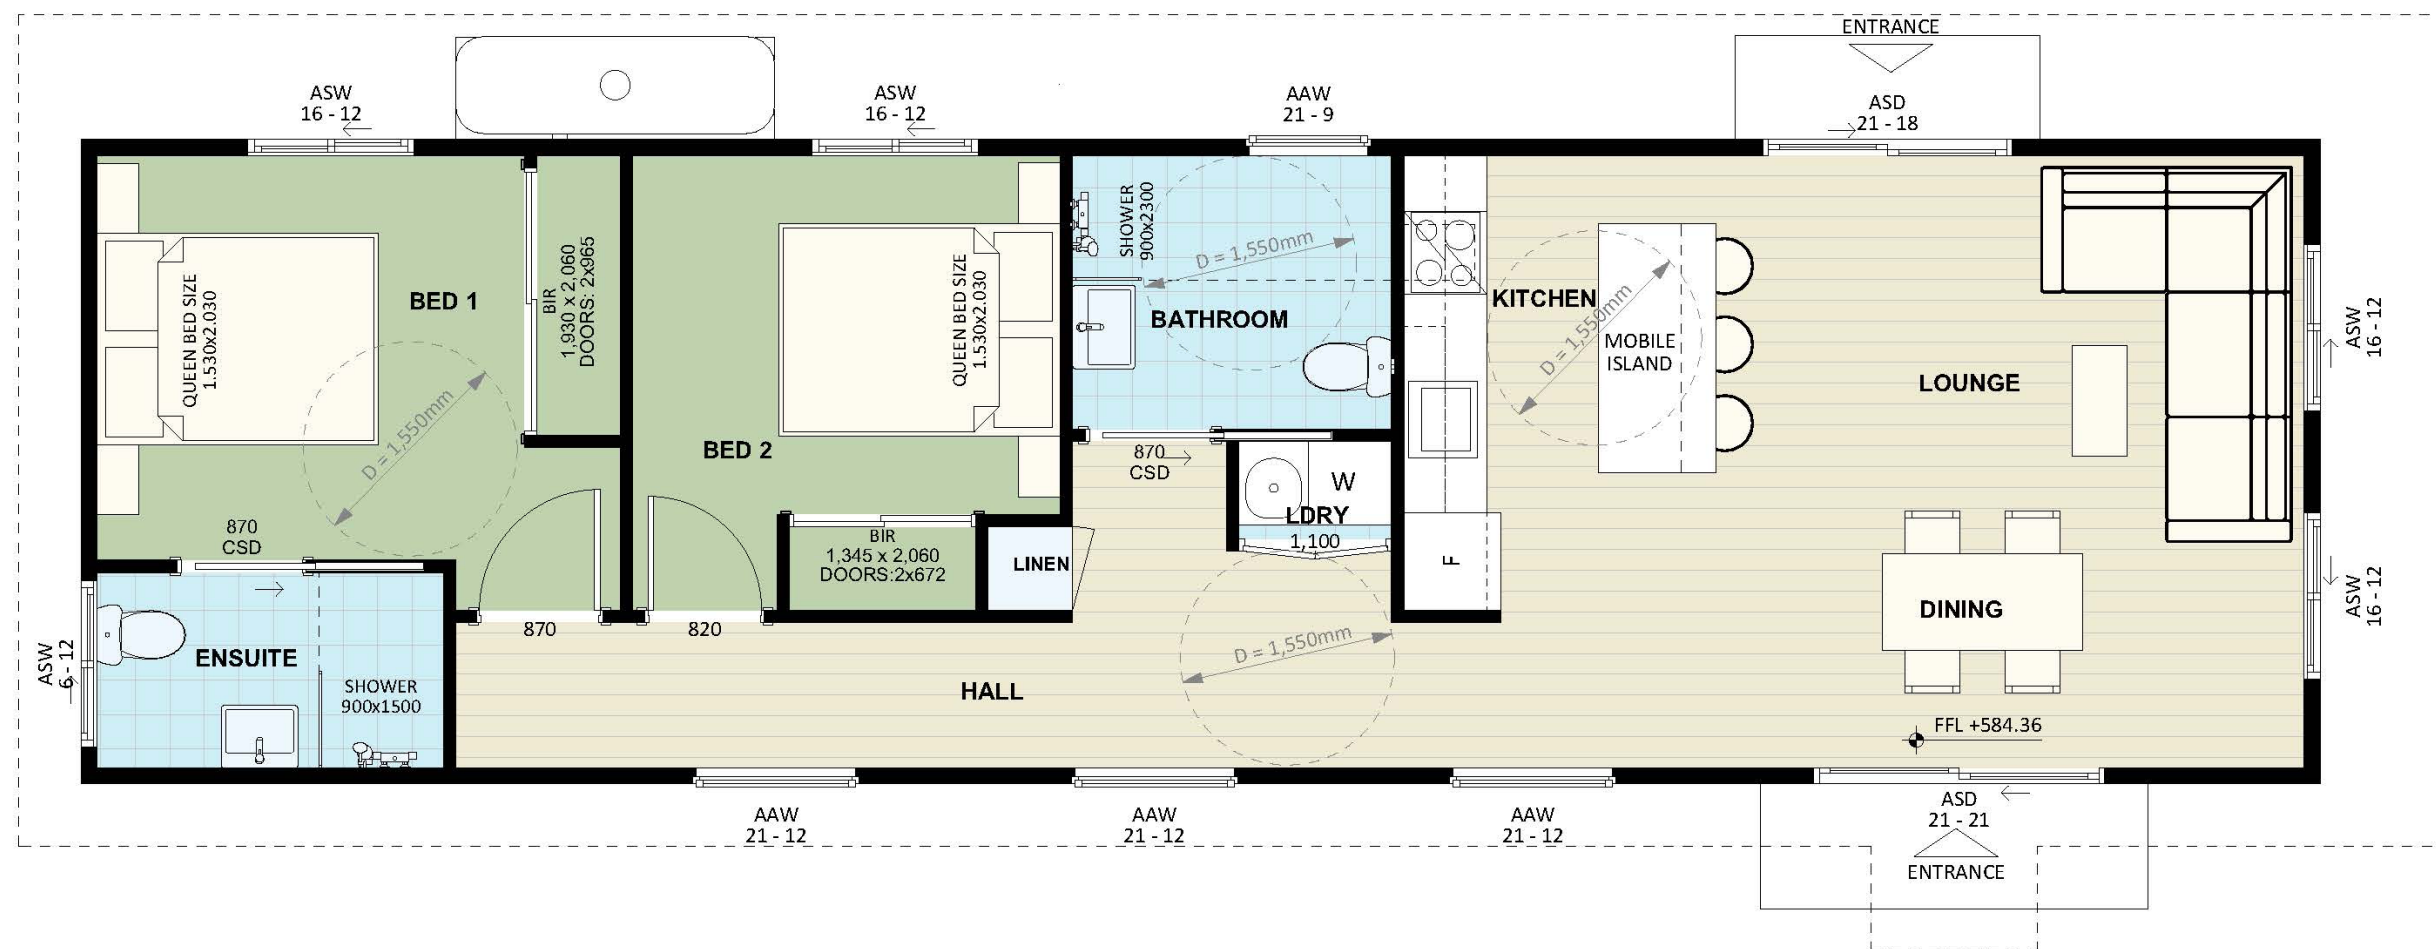 ENTRANCE
ASW
16 - 12
ASW
16 - 12
AAW
21 - 9
ASD
21 - 18
QUEEN BED SIZE
1.530x2.030
BED 1
D = 1,550mm
BIR
1,930 x 2,060
DOORS: 2x965
BED 2
QUEEN BED SIZE
1.530x2.030
SHOWER
900x2300
D = 1,550mm
BATHROOM
KITCHEN
D = 1,550mm
MOBILE
ISLAND
LOUNGE
ASW
16 - 12
870
CSD
W
LDRY
1,100
870
CSD
BIR
1,345 x 2,060
DOORS:2x672
LINEN
F
DINING
ASW
16 - 12
870
820
D = 1,550mm
ASW
6 - 12
ENSUITE
SHOWER
900x1500
HALL
FFL +584.36
AAW
21 - 12
AAW
21 - 12
AAW
21 - 12
ASD
21 - 21
ENTRANCE